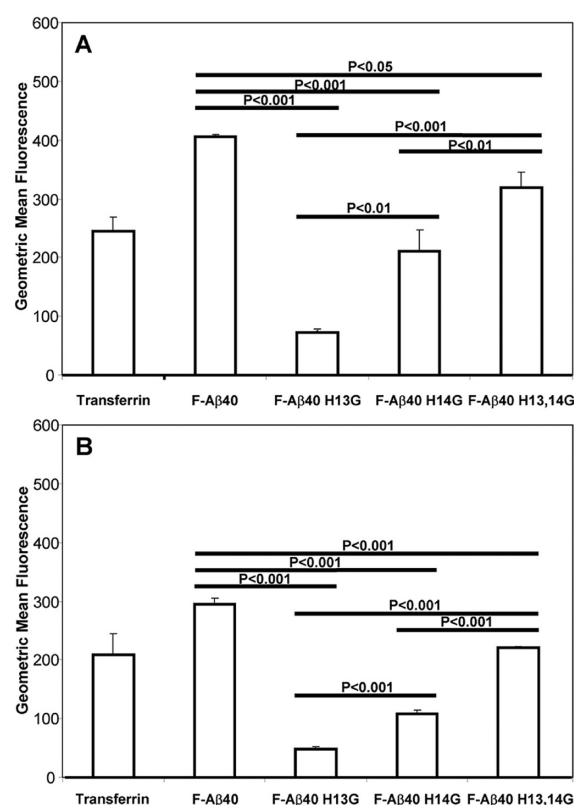 600
A
P<0.05
500
P<0.001
P<0.001
400
P<0.001
P<0.01
300
P<0.01
200
100
0
Geometric Mean Fluorescence
Transferrin F-Aβ40 F-Aβ40 H13G F-Aβ40 H14G F-Aβ40 H13,14G
600
B
500
400
P<0.001
P<0.001
P<0.001
300
P<0.001
P<0.001
200
P<0.001
100
0
Geometric Mean Fluorescence
Transferrin F-Aβ40 F-Aβ40 H13G F-Aβ40 H14G F-Aβ40 H13,14G